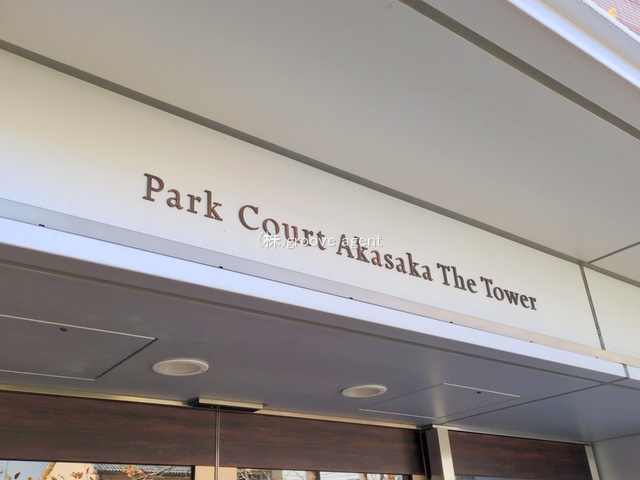 Park Court Akasaka The Tower
(株)groove agent